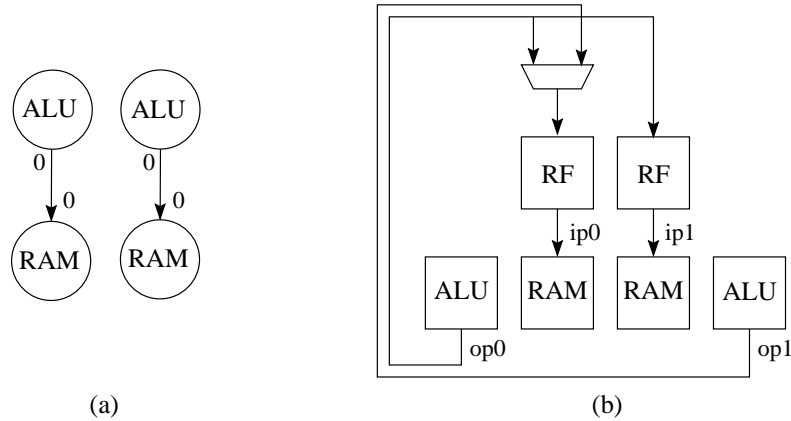 ALU ALU
0 0
0 0
RAM RAM
(a)
RF RF
ip0 ip1
ALU RAM RAM ALU
op0 op1
(b)